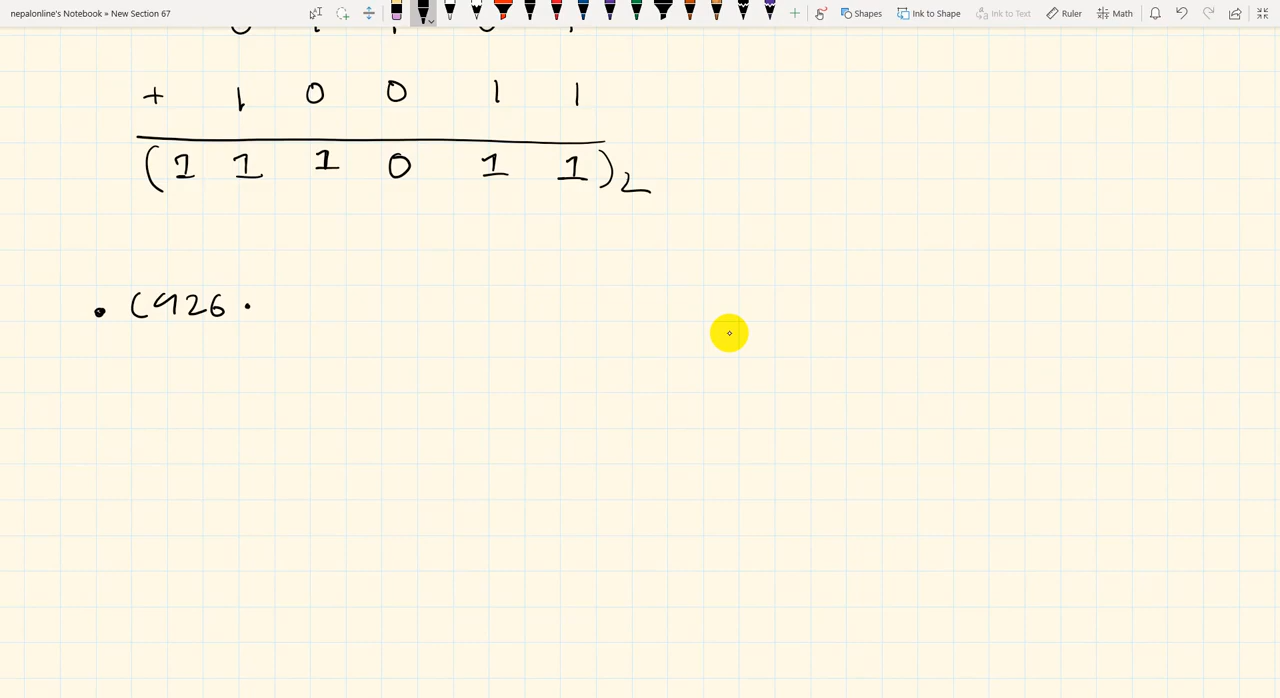 nepalonline's Notebook » New Section 67
Shapes Ink to Shape Ink to Text Ruler Math
+ 1 0 0 1 1
(1 1 1 0 1 1)2
• (926 .